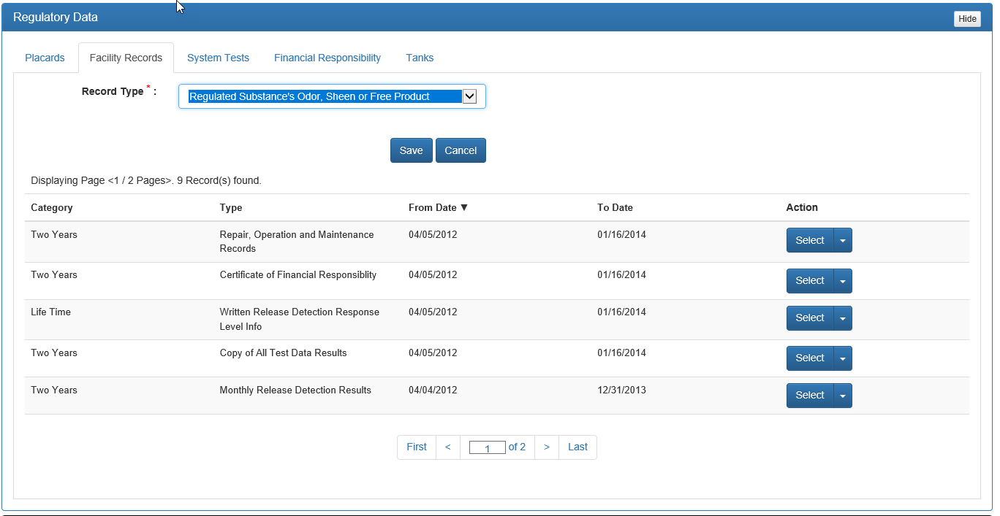 Regulatory Data
Hide
Placards Facility Records System Tests Financial Responsibility Tanks
Record Type * :
Regulated Substance's Odor, Sheen or Free Product
Save Cancel
Displaying Page <1 / 2 Pages>. 9 Record(s) found.
Category Type From Date ▼ To Date Action
Two Years Repair, Operation and Maintenance 04/05/2012 01/16/2014 Select
Records
Two Years Certificate of Financial Responsiblity 04/05/2012 01/16/2014 Select
Life Time Written Release Detection Response 04/05/2012 01/16/2014 Select
Level Info
Two Years Copy of All Test Data Results 04/05/2012 01/16/2014 Select
Two Years Monthly Release Detection Results 04/04/2012 12/31/2013 Select
First < 1 of 2 > Last